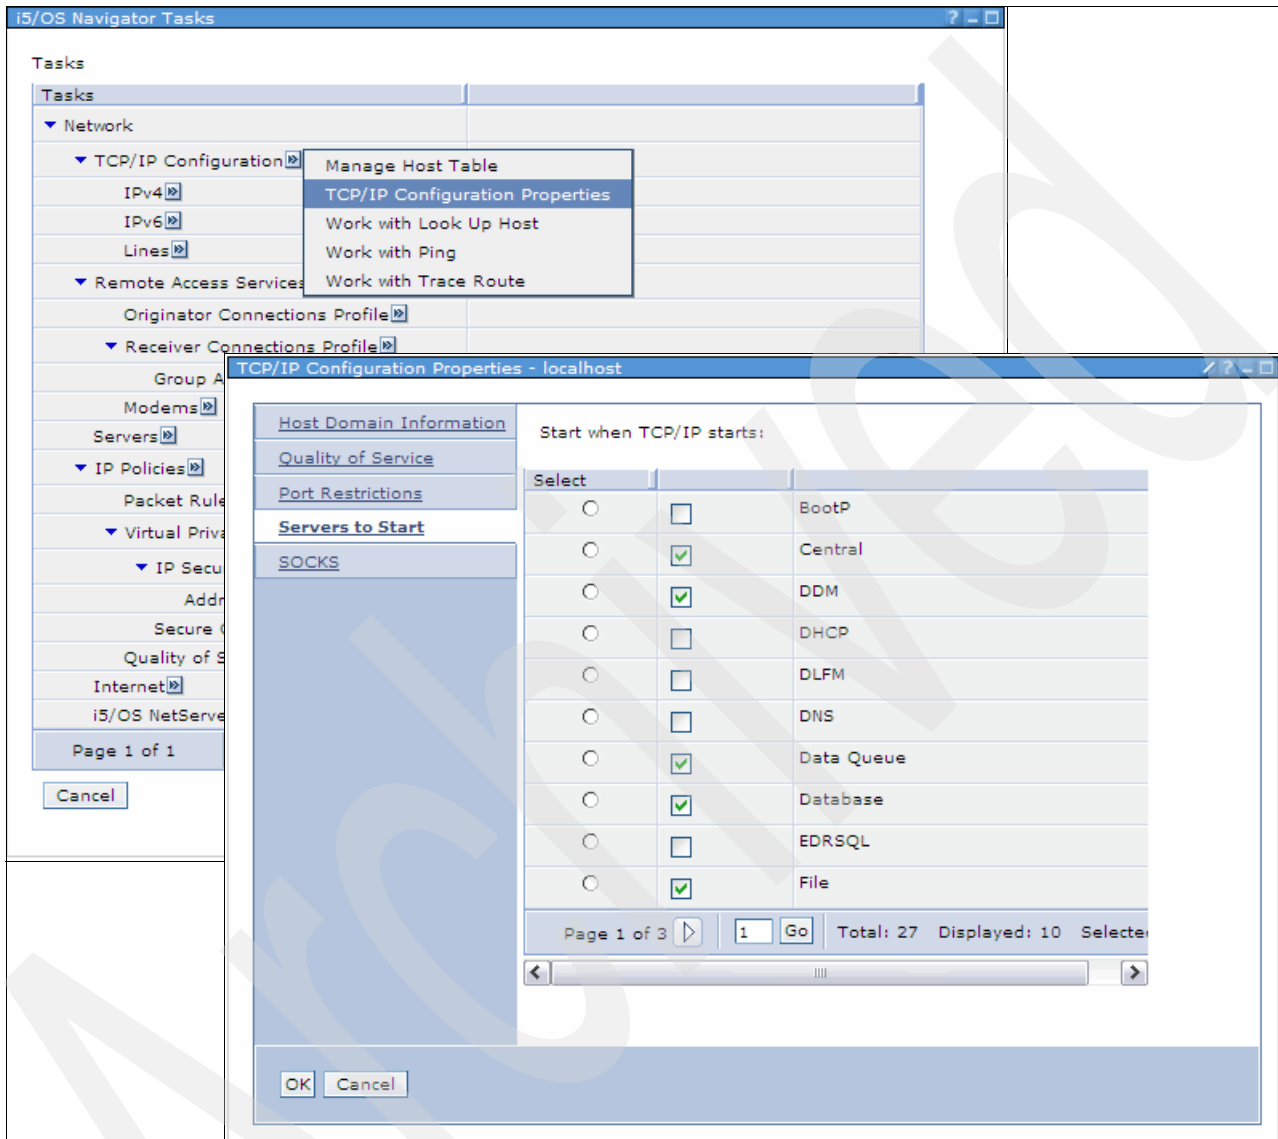 i5/OS Navigator Tasks
Tasks
Tasks
Network
TCP/IP Configuration
Manage Host Table
TCP/IP Configuration Properties
Work with Look Up Host
Work with Ping
Work with Trace Route
IPv4
IPv6
Lines
Remote Access Services
Originator Connections Profile
Receiver Connections Profile
Group A
Modems
Servers
IP Policies
Packet Rule
Virtual Priva
IP Secu
Addr
Secure
Quality of S
Internet
i5/OS NetServe
Page 1 of 1
Cancel
TCP/IP Configuration Properties - localhost
Host Domain Information
Quality of Service
Port Restrictions
Servers to Start
SOCKS
Start when TCP/IP starts:
Select
BootP
Central
DDM
DHCP
DLFM
DNS
Data Queue
Database
EDRSQL
File
Page 1 of 3 1 Go Total: 27 Displayed: 10 Selecte
OK Cancel
Archived